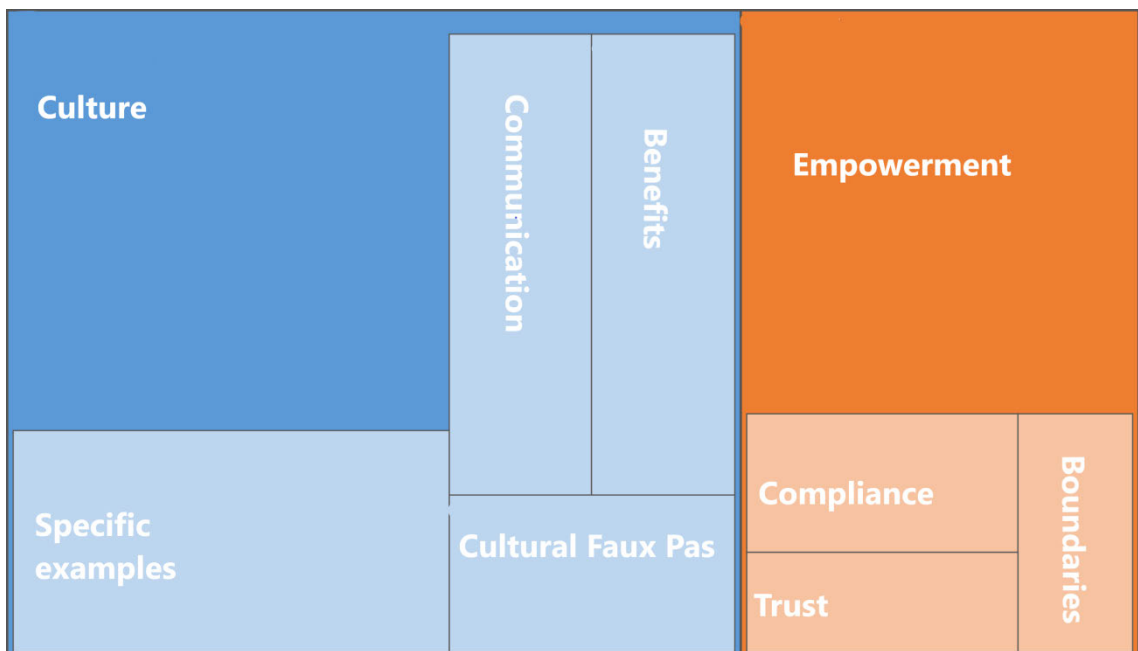 Culture
Communication
Benefits
Empowerment
Specific
examples
Cultural Faux Pas
Compliance
Trust
Boundaries